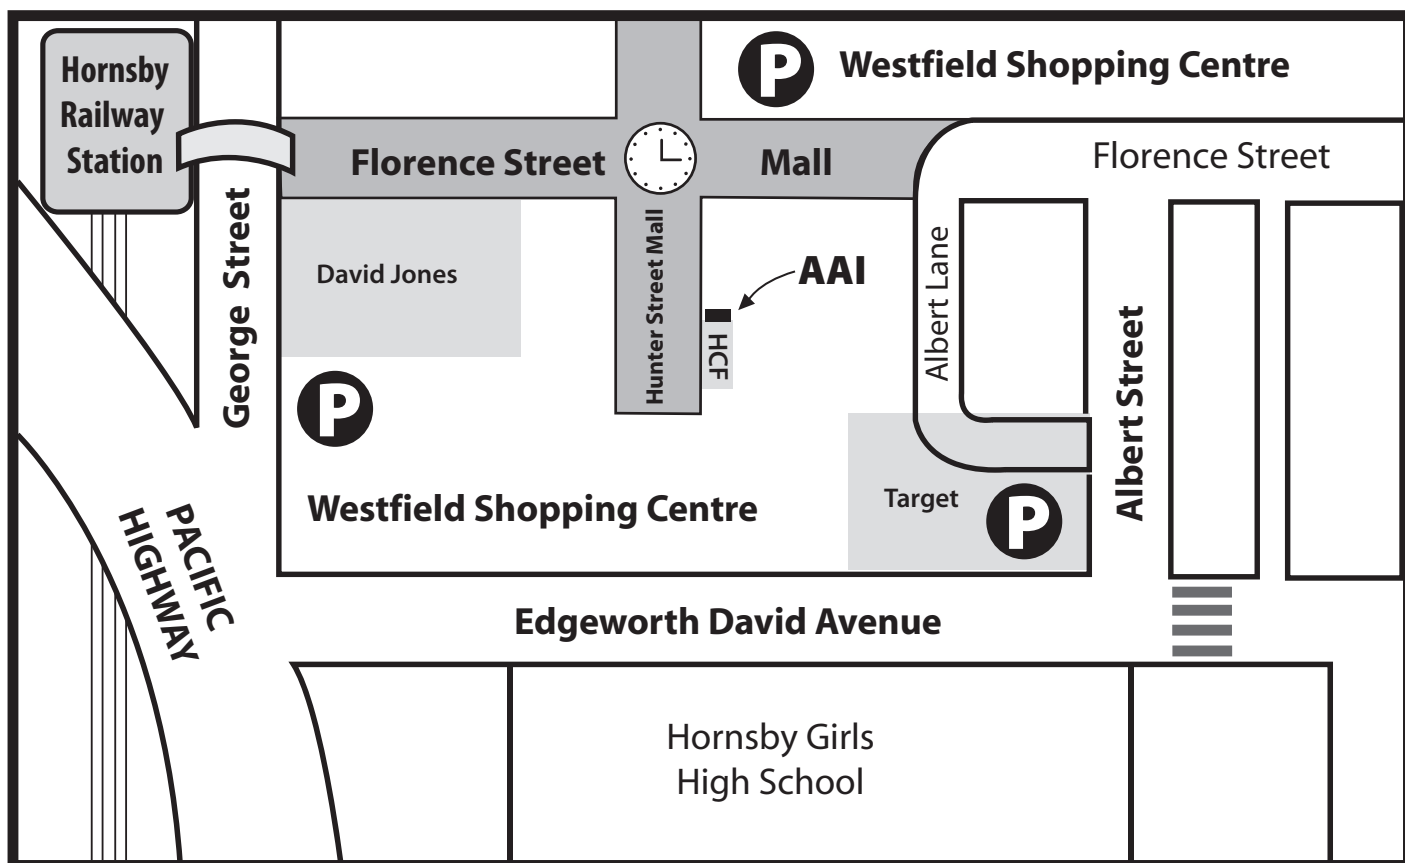 Hornsby
Railway
Station
P
Westfield Shopping Centre
Florence Street
Mall
Florence Street
George Street
David Jones
Hunter Street Mall
AAI
HCF
Albert Lane
Albert Street
P
Westfield Shopping Centre
Target
P
PACIFIC
HIGHWAY
Edgeworth David Avenue
Hornsby Girls
High School